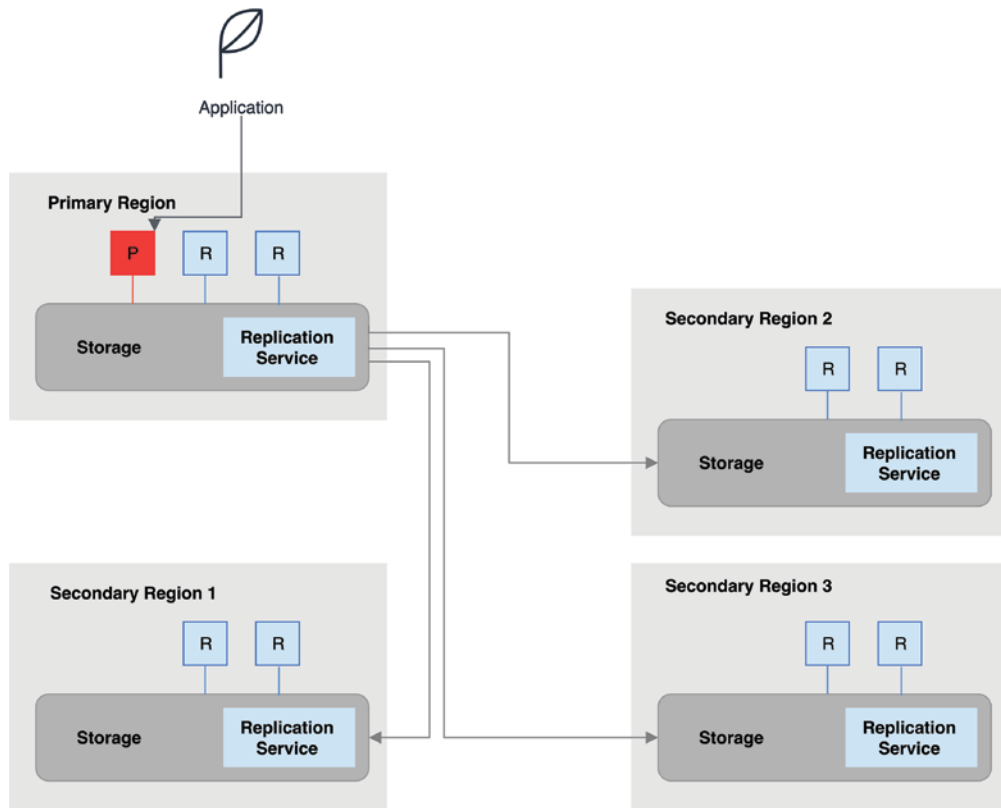 Application
Primary Region
P R R
Storage
Replication
Service
Secondary Region 2
R R
Storage
Replication
Service
Secondary Region 1
R R
Storage
Replication
Service
Secondary Region 3
R R
Storage
Replication
Service